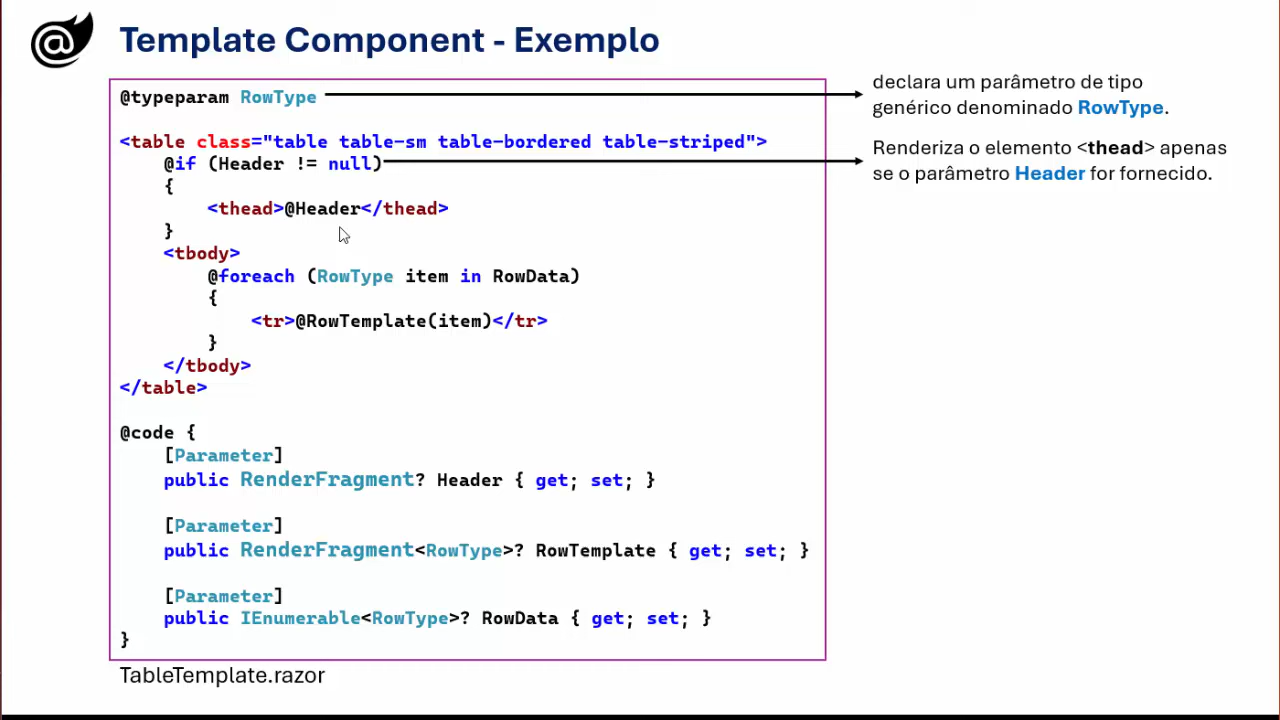 @
Template Component - Exemplo
@typeparam RowType
<table class="table table-sm table-bordered table-striped">
@if (Header != null)
{
<thead>@Header</thead>
}
<tbody>
@foreach (RowType item in RowData)
{
<tr>@RowTemplate(item)</tr>
}
</tbody>
</table>
@code {
[Parameter]
public RenderFragment? Header { get; set; }
[Parameter]
public RenderFragment<RowType>? RowTemplate { get; set; }
[Parameter]
public IEnumerable<RowType>? RowData { get; set; }
}
TableTemplate.razor
declara um parâmetro de tipo
genérico denominado RowType.
Renderiza o elemento <thead> apenas
se o parâmetro Header for fornecido.